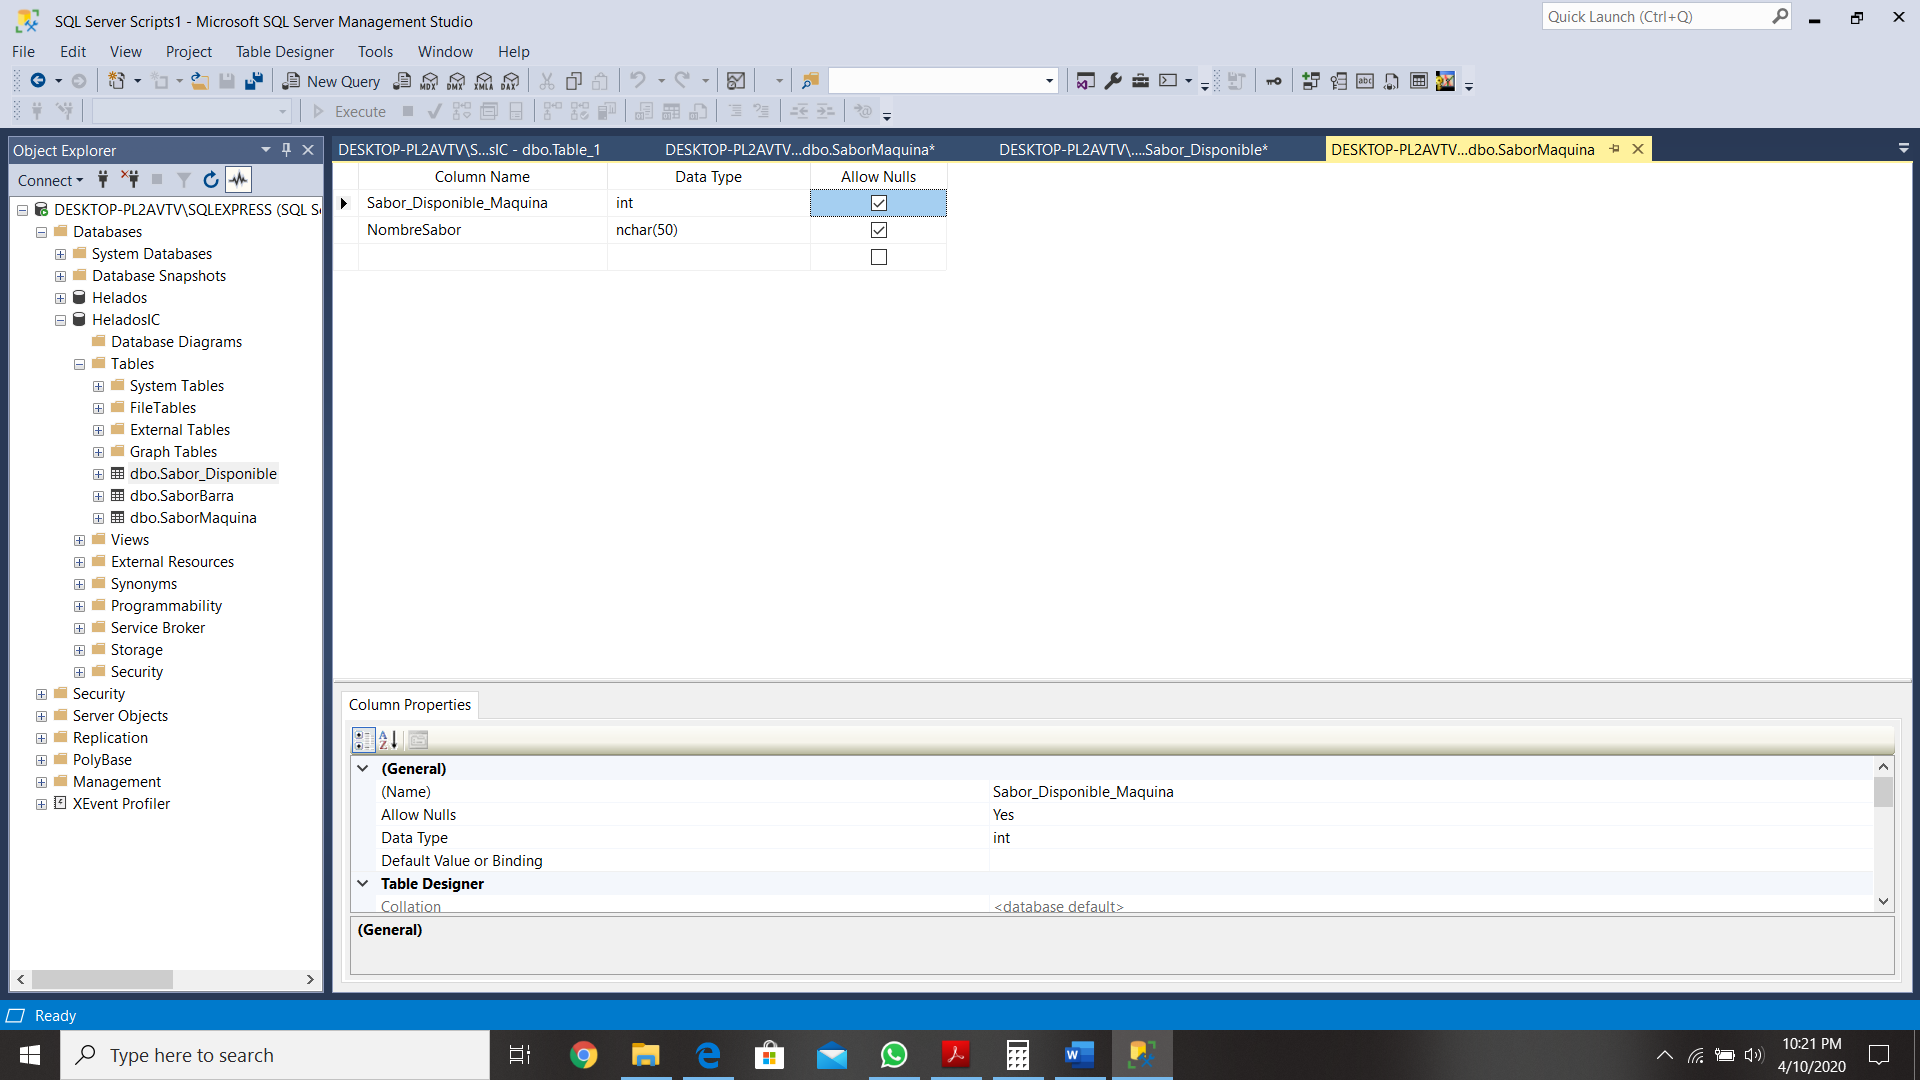 SQL Server Scripts1 - Microsoft SQL Server Management Studio
Quick Launch (Ctrl+Q)
File Edit View Project Table Designer Tools Window Help
New Query MDX DMX XMLA DAX
Execute
Object Explorer
Connect
DESKTOP-PL2AVTV\SQLEXPRESS (SQL S
Databases
System Databases
Database Snapshots
Helados
HeladosIC
Database Diagrams
Tables
System Tables
FileTables
External Tables
Graph Tables
dbo.Sabor_Disponible
dbo.SaborBarra
dbo.SaborMaquina
Views
External Resources
Synonyms
Programmability
Service Broker
Storage
Security
Security
Server Objects
Replication
PolyBase
Management
XEvent Profiler
DESKTOP-PL2AVTV\S...sIC - dbo.Table_1 DESKTOP-PL2AVTV...dbo.SaborMaquina* DESKTOP-PL2AVTV\....Sabor_Disponible* DESKTOP-PL2AVTV...dbo.SaborMaquina
Column Name Data Type Allow Nulls
Sabor_Disponible_Maquina int
NombreSabor nchar(50)
Column Properties
(General)
(Name) Sabor_Disponible_Maquina
Allow Nulls Yes
Data Type int
Default Value or Binding
Table Designer
Collation <database default>
(General)
Ready
Type here to search
10:21 PM
4/10/2020